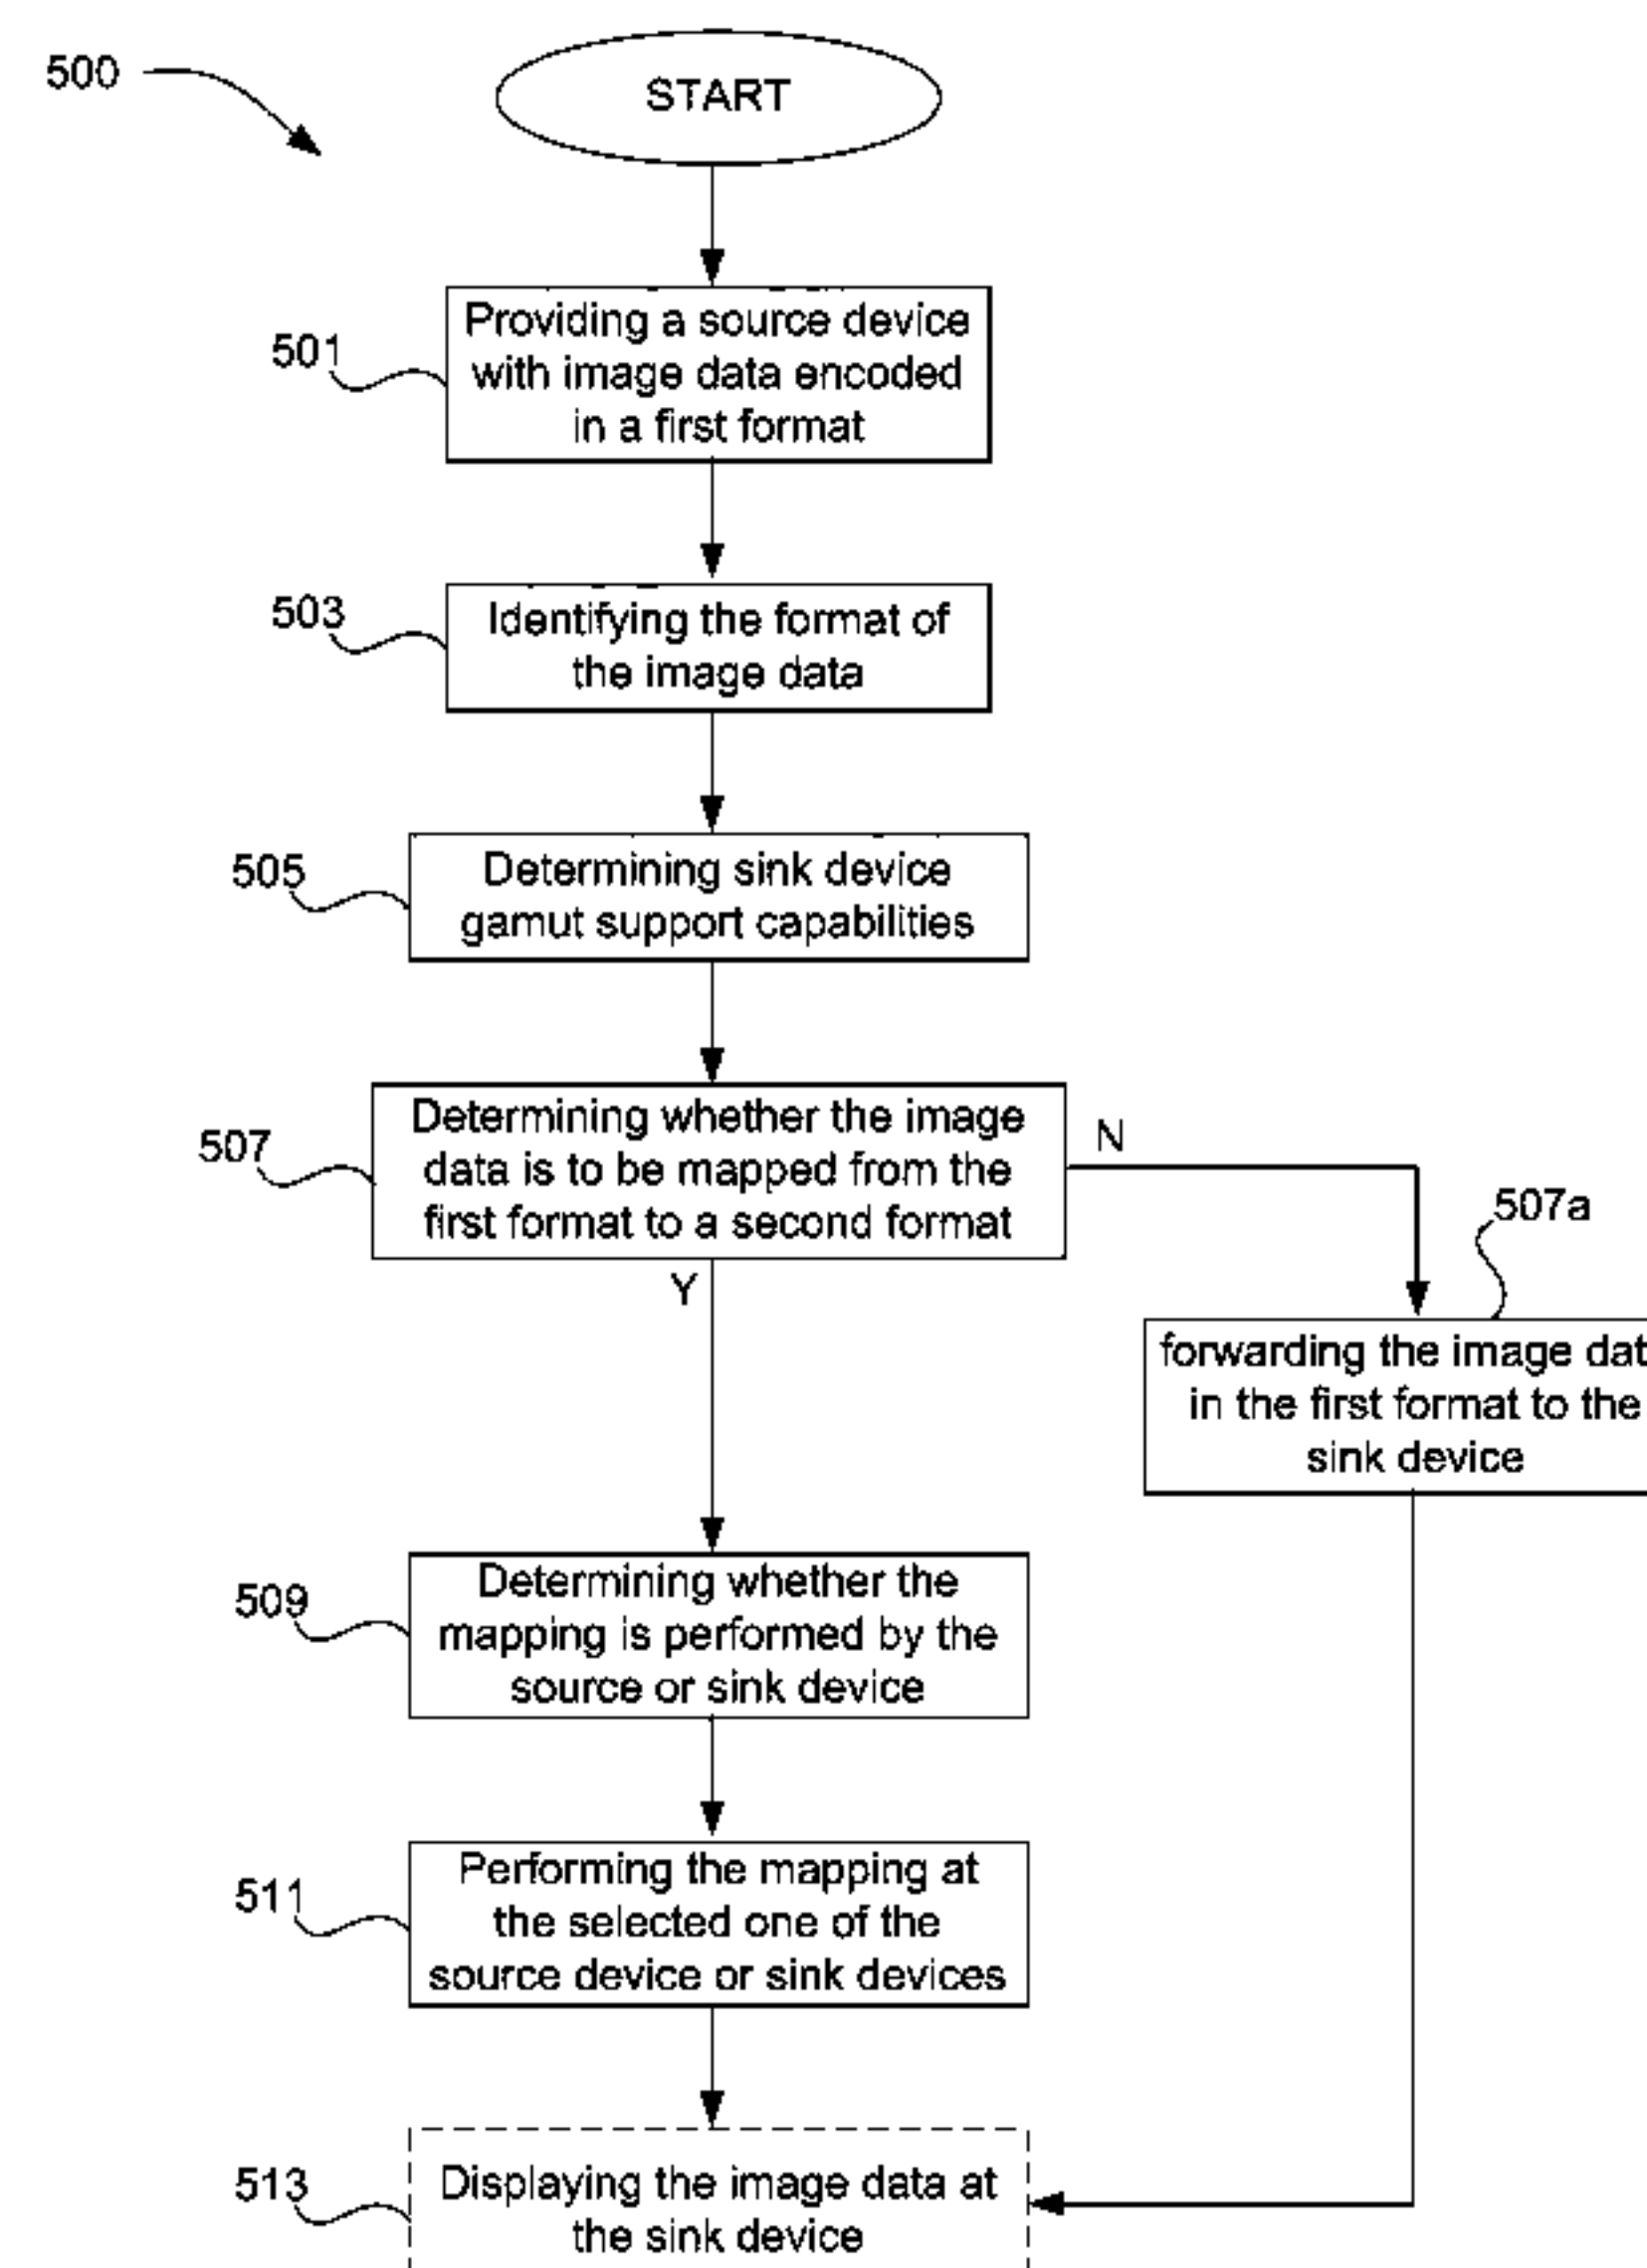 500
START
501
Providing a source device
with image data encoded
in a first format
503
Identifying the format of
the image data
505
Determining sink device
gamut support capabilities
507
Determining whether the image
data is to be mapped from the
first format to a second format
N
Y
507a
forwarding the image dat
in the first format to the
sink device
509
Determining whether the
mapping is performed by the
source or sink device
511
Performing the mapping at
the selected one of the
source device or sink devices
513
Displaying the image data at
the sink device